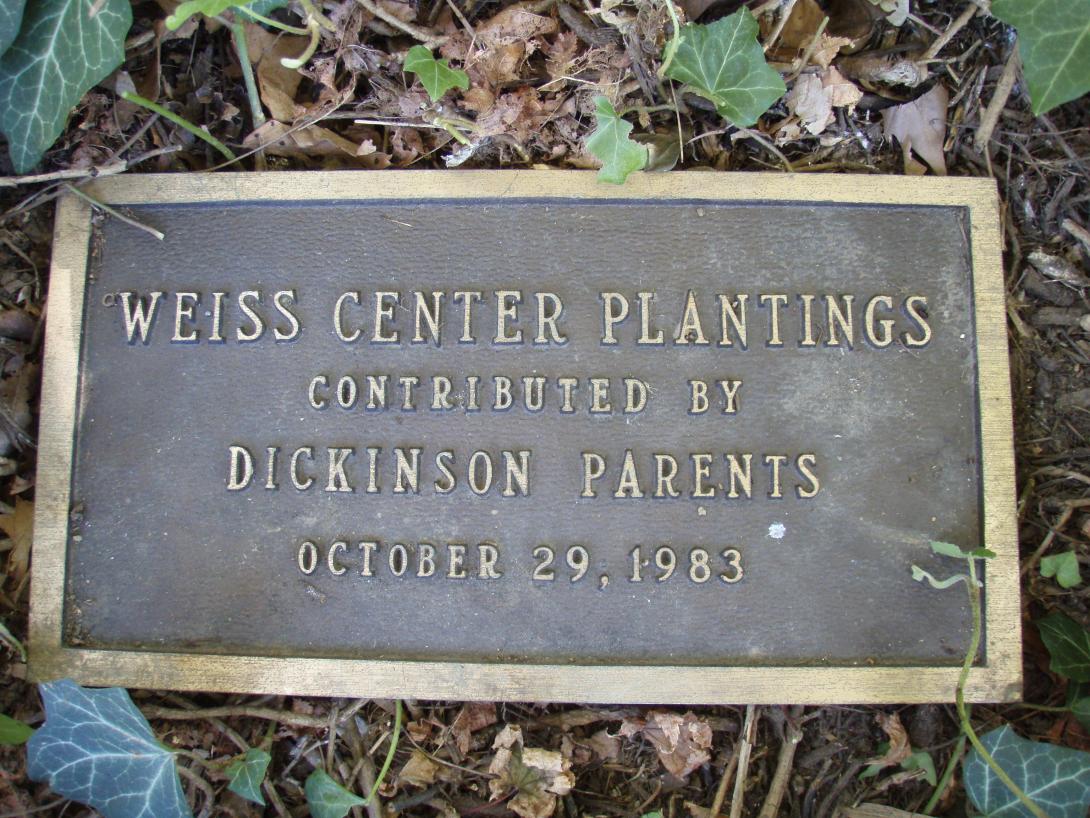 WEISS CENTER PLANTINGS
CONTRIBUTED BY
DICKINSON PARENTS
OCTOBER 29, 1983